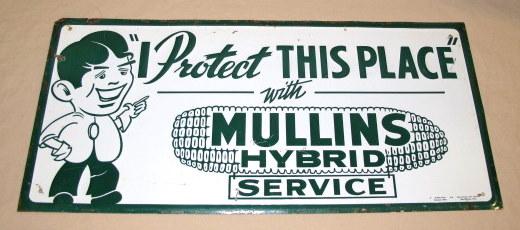 "I Protect THIS PLACE"
with
MULLINS
HYBRID
SERVICE